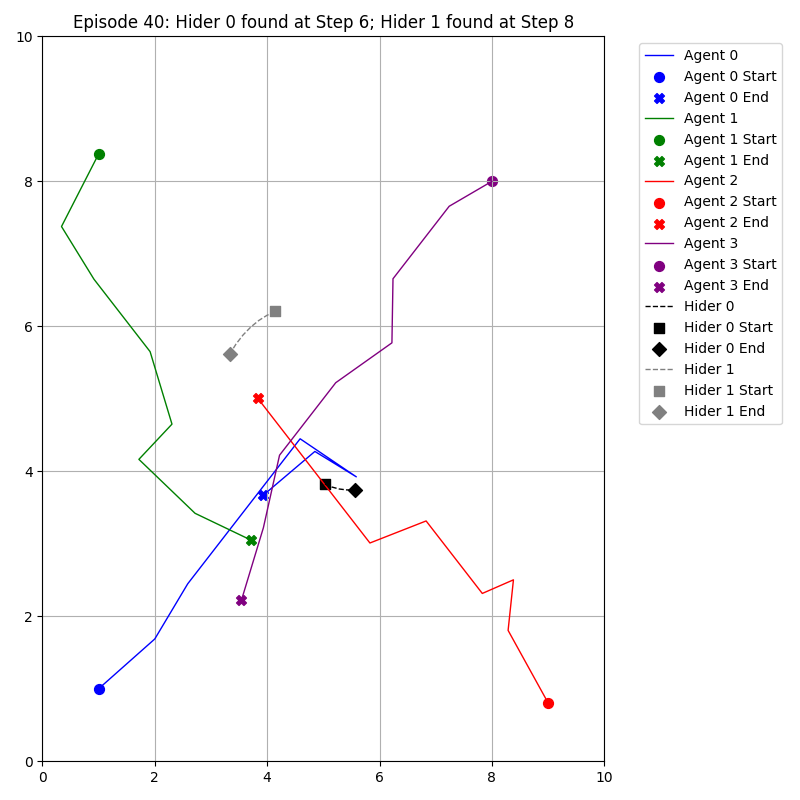 Episode 40: Hider 0 found at Step 6; Hider 1 found at Step 8
10
8
6
4
2
0
0 2 4 6 8 10
Agent 0
Agent 0 Start
Agent 0 End
Agent 1
Agent 1 Start
Agent 1 End
Agent 2
Agent 2 Start
Agent 2 End
Agent 3
Agent 3 Start
Agent 3 End
Hider 0
Hider 0 Start
Hider 0 End
Hider 1
Hider 1 Start
Hider 1 End